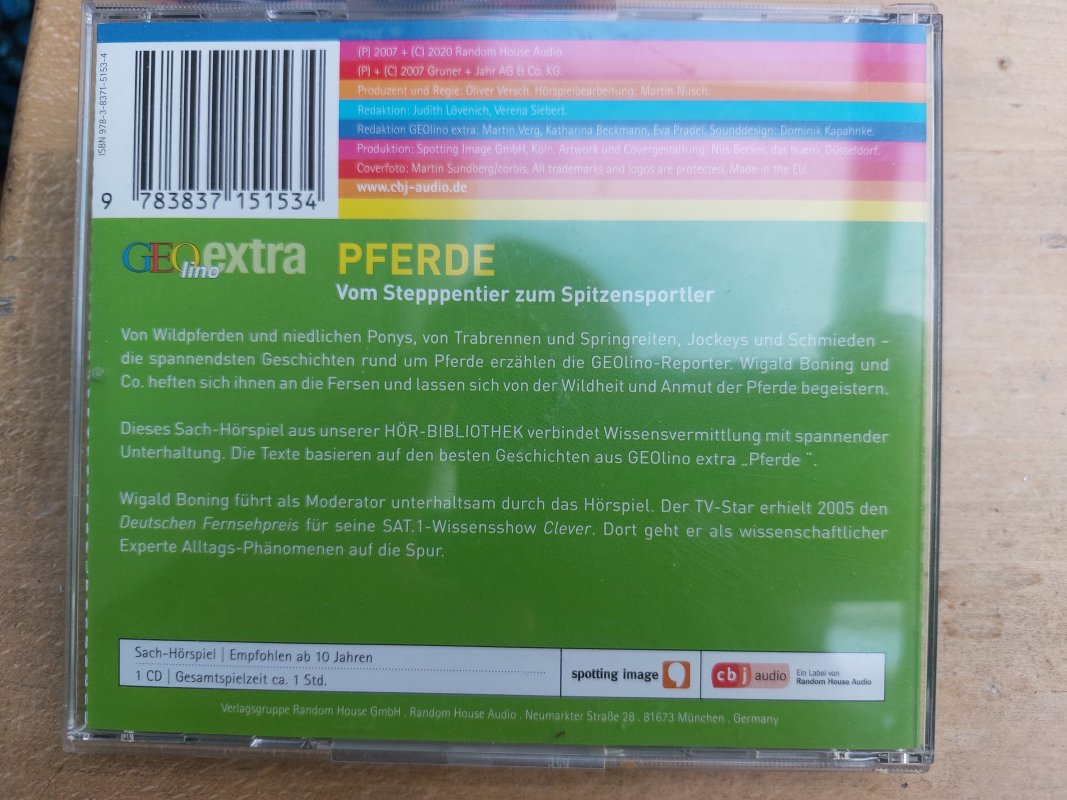 ISBN 978-3-8371-5153-4
9 783837 151534
(P) 2007 + (C) 2020 Random House Audio.
(P) + (C) 2007 Gruner + Jahr AG & Co. KG.
Produzent und Regie: Oliver Versch. Hörspielbearbeitung: Martin Nusch.
Redaktion: Judith Lövenich, Verena Siebert.
Redaktion GEOlino extra: Martin Verg, Katharina Beckmann, Eva Pradel. Sounddesign: Dominik Kapahnke.
Produktion: Spotting Image GmbH, Köln. Artwork und Covergestaltung: Nils Becker, das buero, Düsseldorf.
Coverfoto: Martin Sundberg/corbis. All trademarks and logos are protected. Made in the EU.
www.cbj-audio.de
GEOlino extra PFERDE
Vom Stepppentier zum Spitzensportler
Von Wildpferden und niedlichen Ponys, von Trabrennen und Springreiten, Jockeys und Schmieden –
die spannendsten Geschichten rund um Pferde erzählen die GEOlino-Reporter. Wigald Boning und
Co. heften sich ihnen an die Fersen und lassen sich von der Wildheit und Anmut der Pferde begeistern.
Dieses Sach-Hörspiel aus unserer HÖR-BIBLIOTHEK verbindet Wissensvermittlung mit spannender
Unterhaltung. Die Texte basieren auf den besten Geschichten aus GEOlino extra „Pferde “.
Wigald Boning führt als Moderator unterhaltsam durch das Hörspiel. Der TV-Star erhielt 2005 den
Deutschen Fernsehpreis für seine SAT.1-Wissensshow Clever. Dort geht er als wissenschaftlicher
Experte Alltags-Phänomenen auf die Spur.
Sach-Hörspiel | Empfohlen ab 10 Jahren
1 CD | Gesamtspielzeit ca. 1 Std.
spotting image
cbj audio
Ein Label von
Random House Audio
Verlagsgruppe Random House GmbH . Random House Audio . Neumarkter Straße 28 . 81673 München . Germany